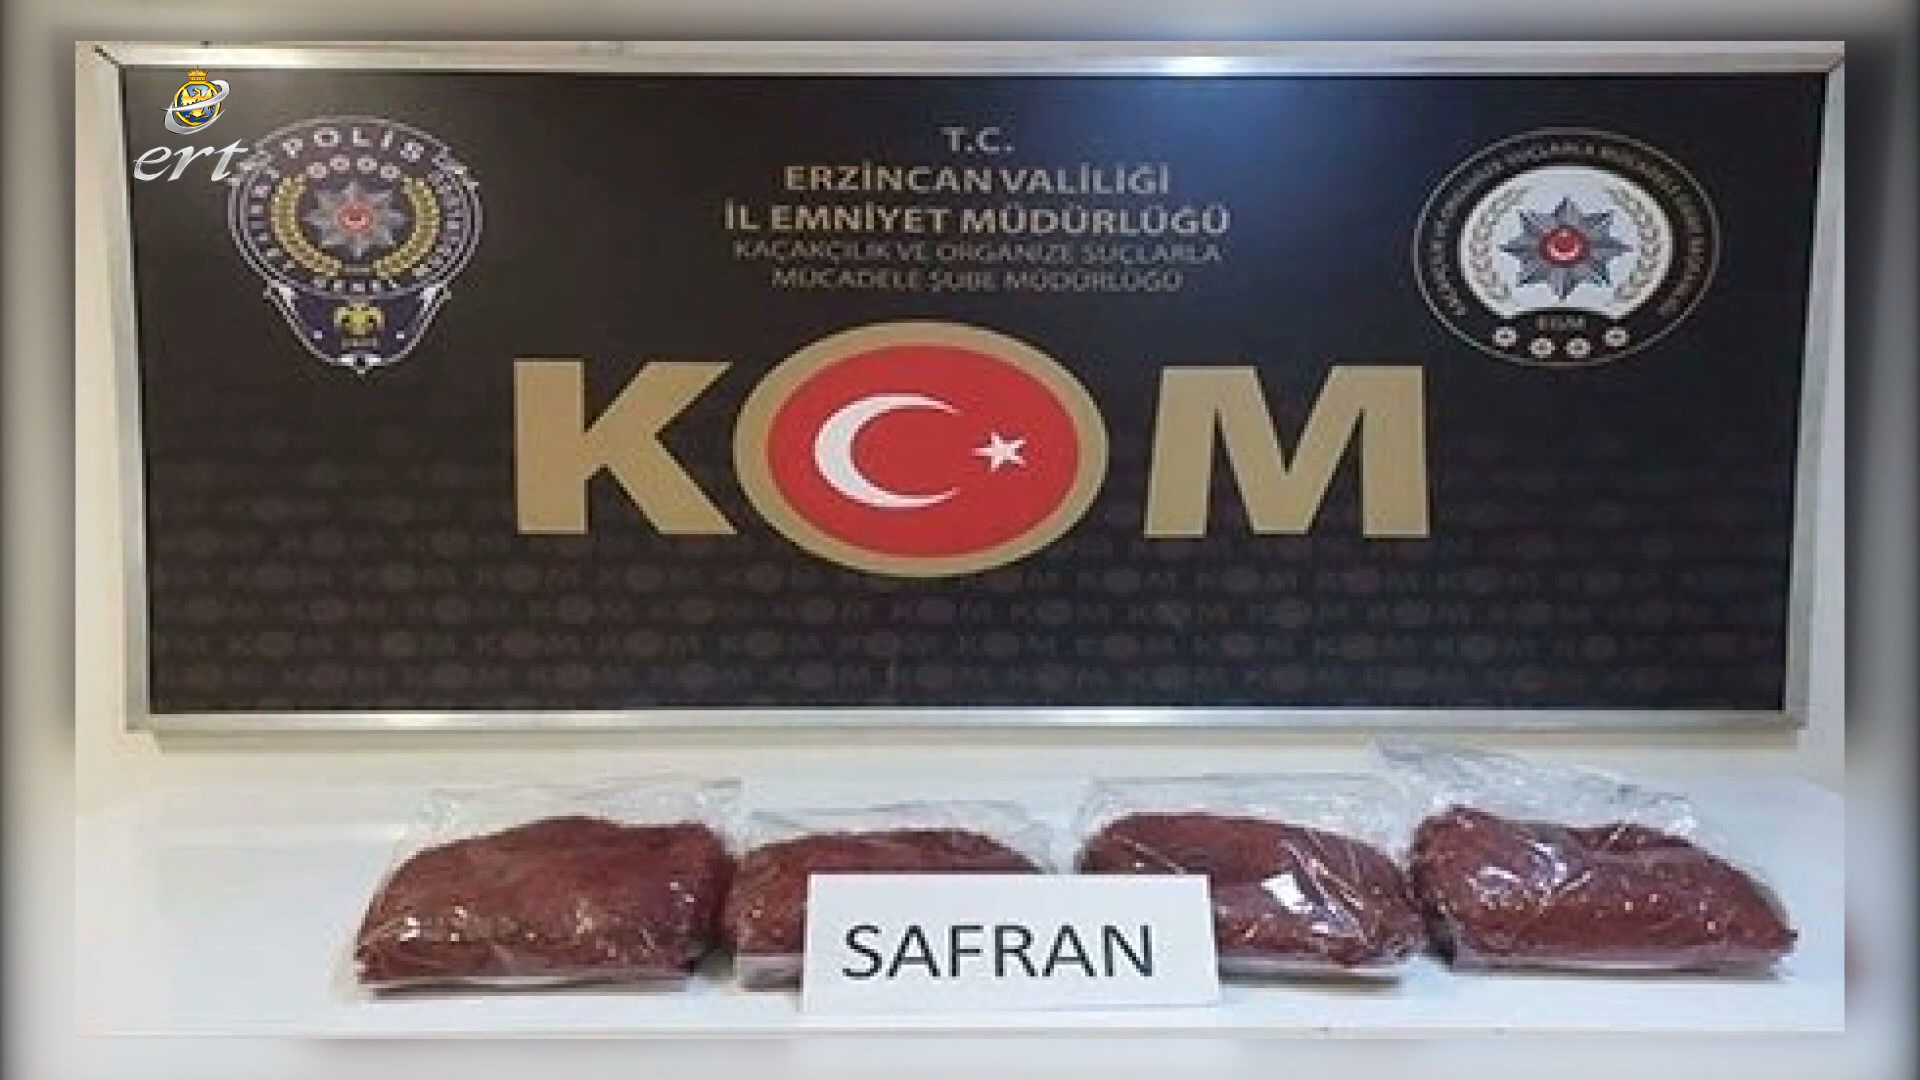 ert
POLİS
T.C.
ERZİNCAN VALİLİĞİ
İL EMNİYET MÜDÜRLÜĞÜ
KAÇAKÇILIK VE ORGANİZE SUÇLARLA
MÜCADELE ŞUBE MÜDÜRLÜĞÜ
EGM
KOM
SAFRAN